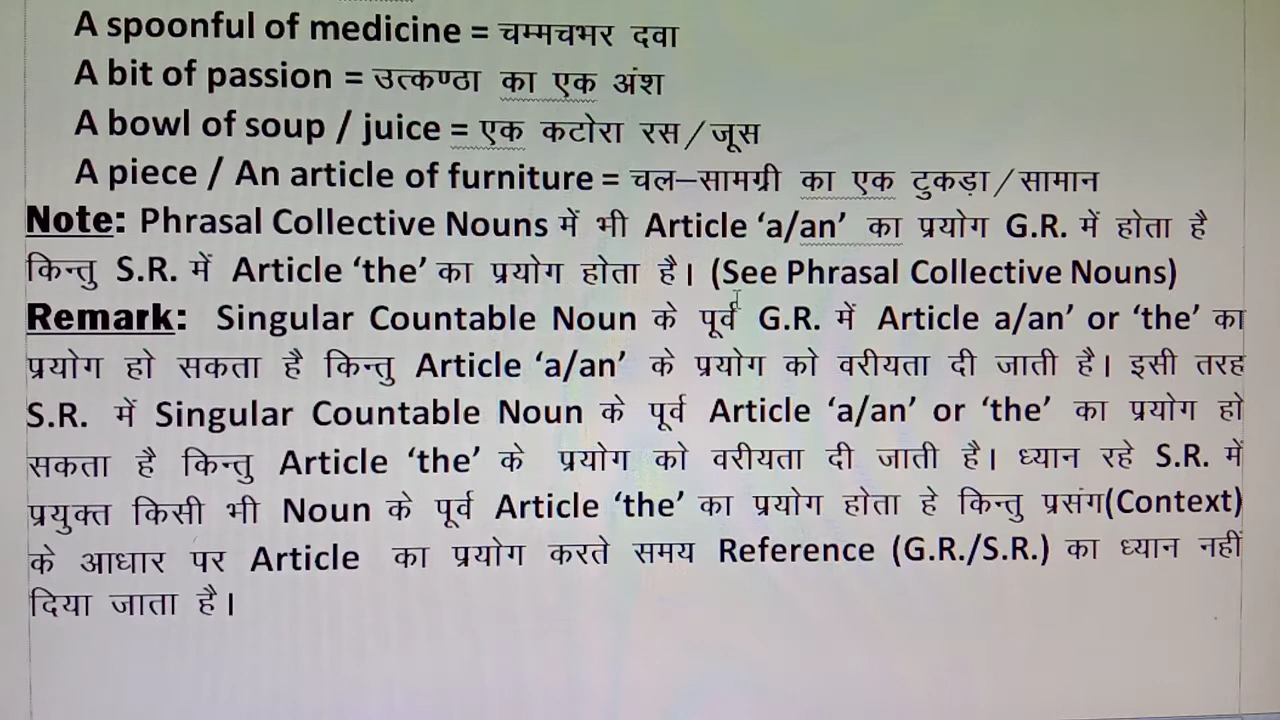 A spoonful of medicine = चम्मचभर दवा
A bit of passion = उत्कण्ठा का एक अंश
A bowl of soup / juice = एक कटोरा रस/जूस
A piece / An article of furniture = चल–सामग्री का एक टुकड़ा/सामान
Note: Phrasal Collective Nouns में भी Article ‘a/an’ का प्रयोग G.R. में होता है
किन्तु S.R. में Article ‘the’ का प्रयोग होता है। (See Phrasal Collective Nouns)
Remark: Singular Countable Noun के पूर्व G.R. में Article a/an’ or ‘the’ का
प्रयोग हो सकता है किन्तु Article ‘a/an’ के प्रयोग को वरीयता दी जाती है। इसी तरह
S.R. में Singular Countable Noun के पूर्व Article ‘a/an’ or ‘the’ का प्रयोग हो
सकता है किन्तु Article ‘the’ के प्रयोग को वरीयता दी जाती है। ध्यान रहे S.R. में
प्रयुक्त किसी भी Noun के पूर्व Article ‘the’ का प्रयोग होता हे किन्तु प्रसंग(Context)
के आधार पर Article का प्रयोग करते समय Reference (G.R./S.R.) का ध्यान नहीं
दिया जाता है।